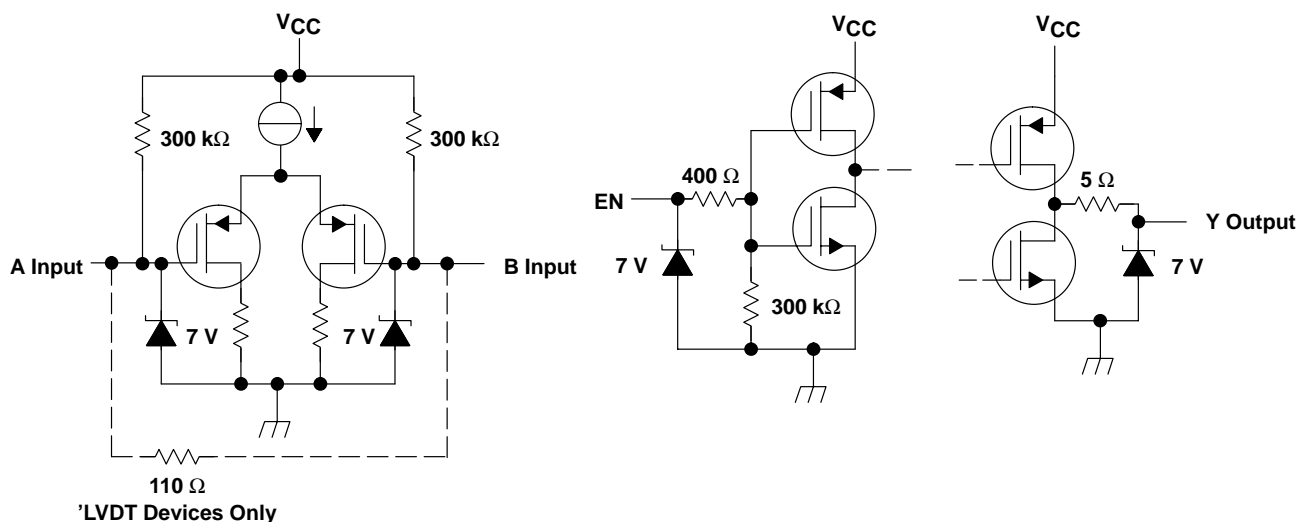 VCC
300 kΩ
300 kΩ
A Input
B Input
7 V
7 V
110 Ω
’LVDT Devices Only
VCC
400 Ω
EN
7 V
300 kΩ
VCC
5 Ω
Y Output
7 V